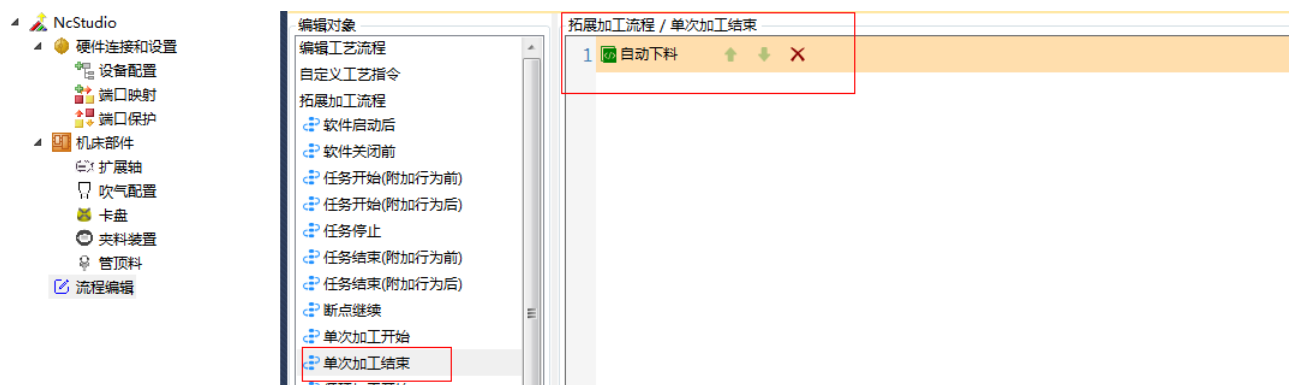 NcStudio
硬件连接和设置
设备配置
端口映射
端口保护
机床部件
扩展轴
吹气配置
卡盘
夹料装置
管顶料
流程编辑
编辑对象
编辑工艺流程
自定义工艺指令
拓展加工流程
软件启动后
软件关闭前
任务开始(附加行为前)
任务开始(附加行为后)
任务停止
任务结束(附加行为前)
任务结束(附加行为后)
断点继续
单次加工开始
单次加工结束
拓展加工流程 / 单次加工结束
1 自动下料